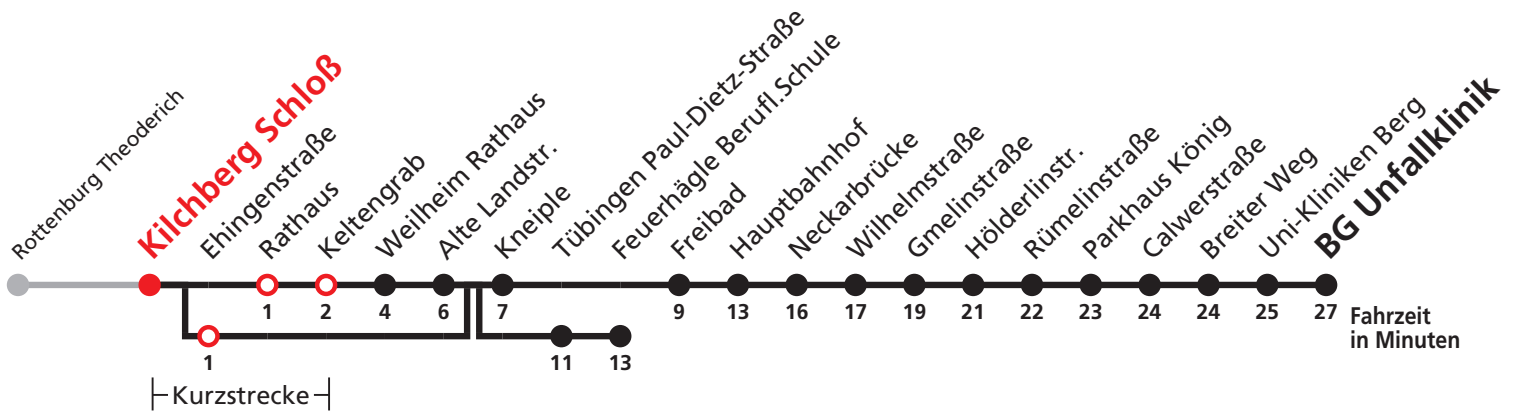 Rottenburg Theoderich
Kilchberg Schloß
Ehingenstraße
Rathaus
Keltengrab
Weilheim Rathaus
Alte Landstr.
Kneiple
Tübingen Paul-Dietz-Straße
Feuerhägle Berufl.Schule
Freibad
Hauptbahnhof
Neckarbrücke
Wilhelmstraße
Gmelinstraße
Hölderlinstr.
Rümelinstraße
Parkhaus König
Calwerstraße
Breiter Weg
Uni-Kliniken Berg
BG Unfallklinik
1 2 4 6 7 9 13 16 17 19 21 22 23 24 24 25 27
Fahrzeit
in Minuten
1 11 13
Kurzstrecke